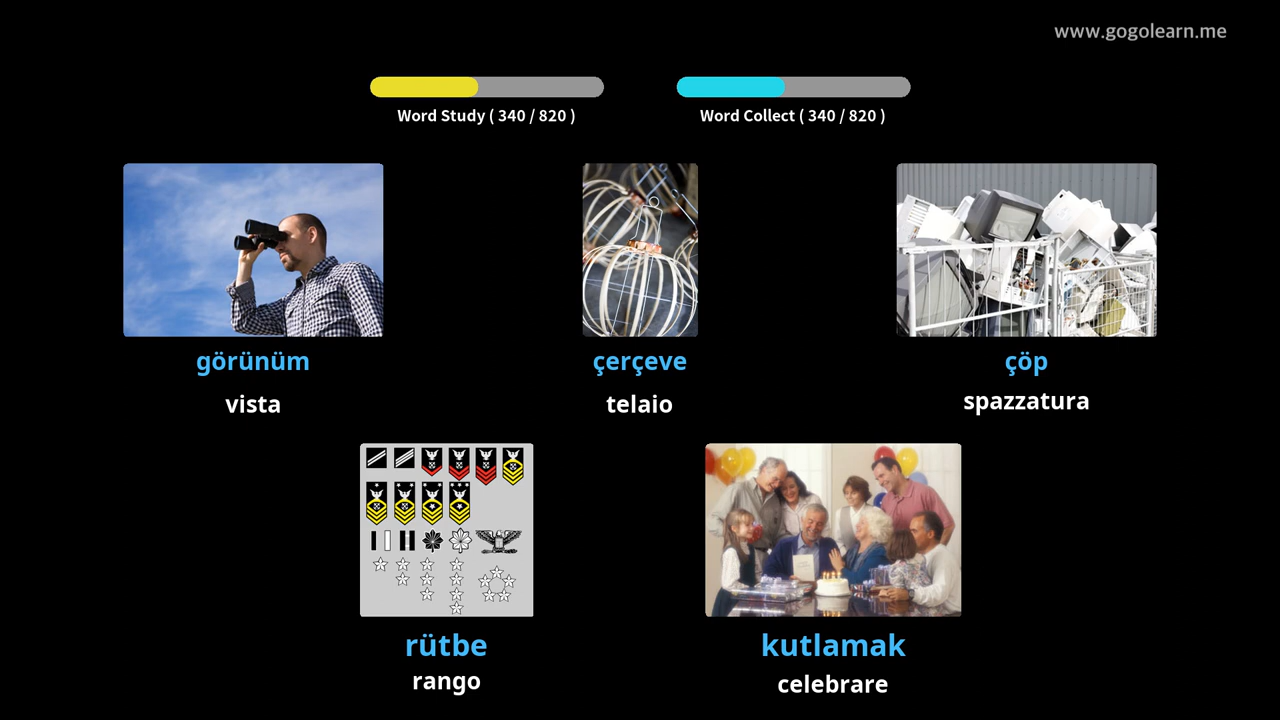 www.gogolearn.me
Word Study ( 340 / 820 )
Word Collect ( 340 / 820 )
görünüm
çerçeve
çöp
vista
telaio
spazzatura
rütbe
kutlamak
rango
celebrare